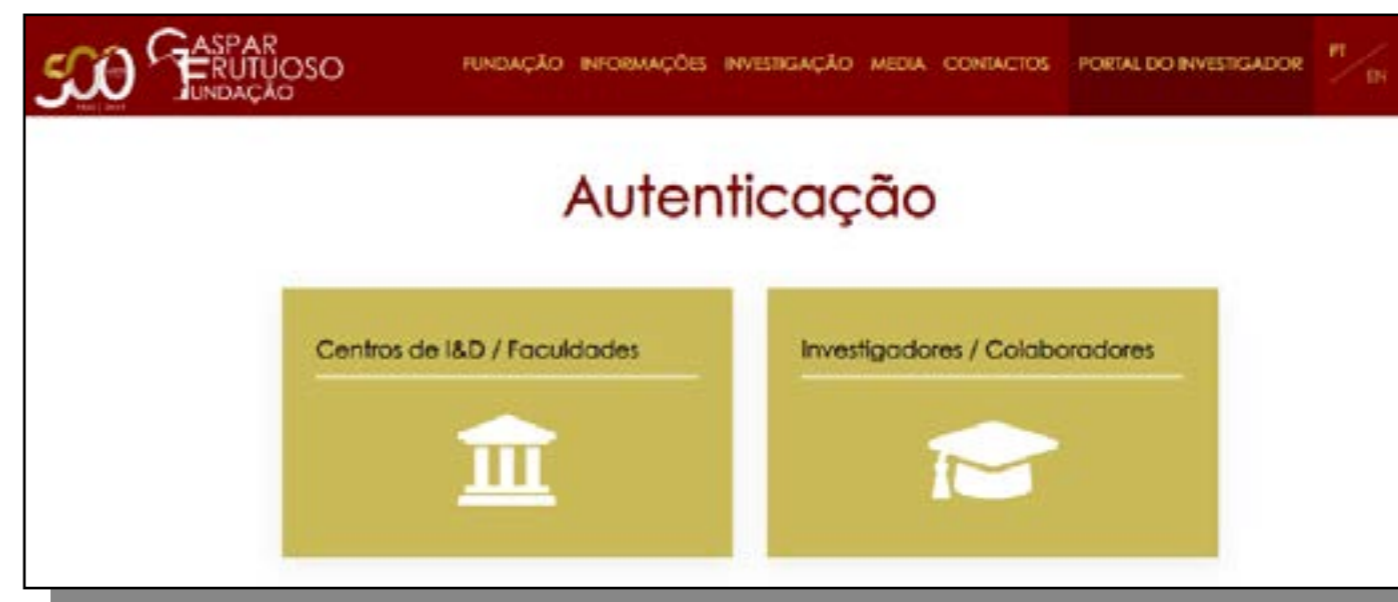 500
GASPAR
FRUTUOSO
FUNDAÇÃO
FUNDAÇÃO INFORMAÇÕES INVESTIGAÇÃO MEDIA CONTACTOS PORTAL DO INVESTIGADOR PT
EN
Autenticação
Centros de I&D / Faculdades
Investigadores / Colaboradores